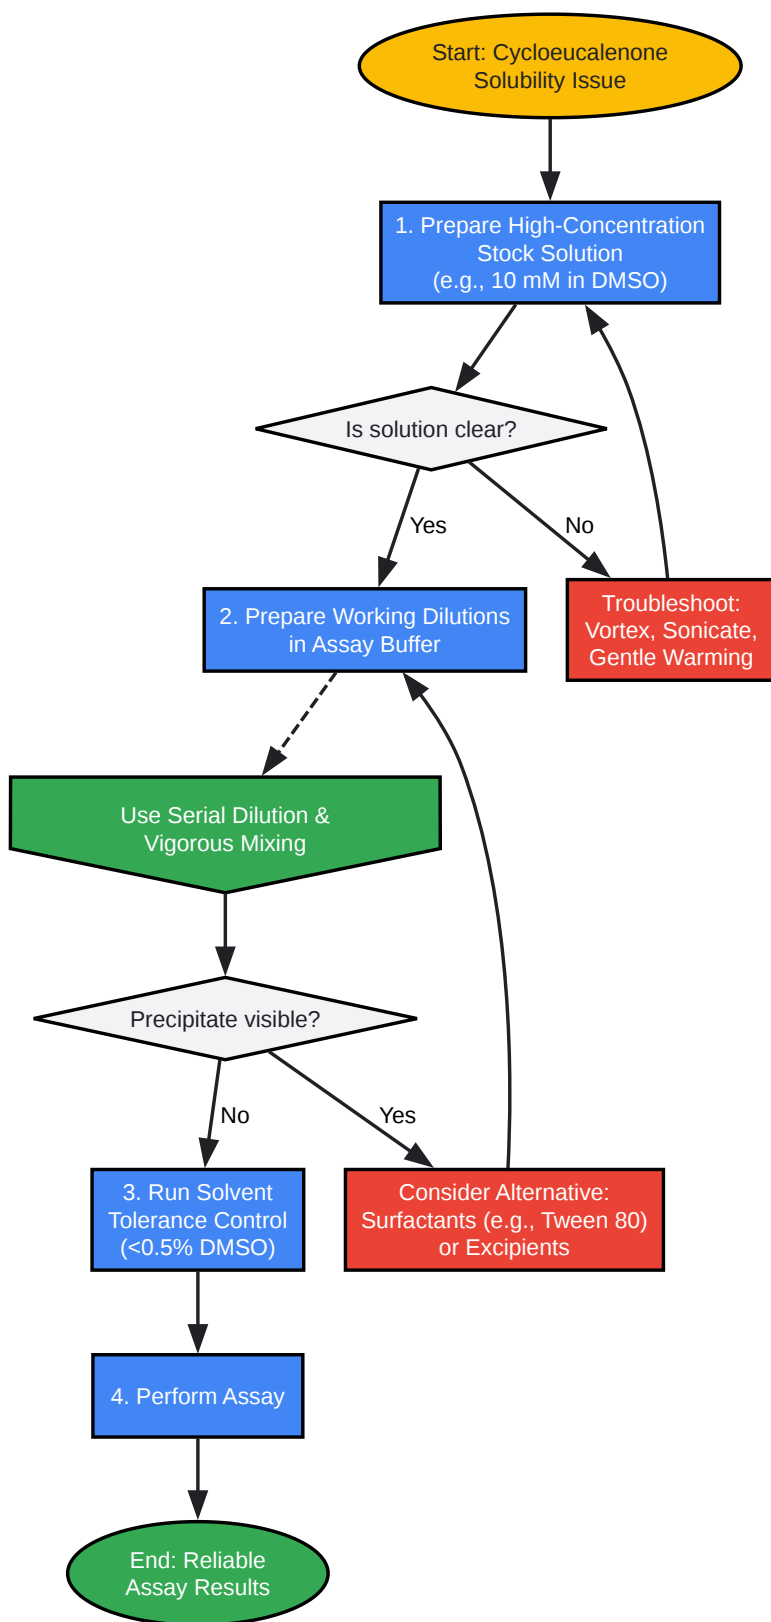 Start: Cycloeucalenone
Solubility Issue
1. Prepare High-Concentration
Stock Solution
(e.g., 10 mM in DMSO)
Is solution clear?
Yes
No
Troubleshoot:
Vortex, Sonicate,
Gentle Warming
2. Prepare Working Dilutions
in Assay Buffer
Use Serial Dilution &
Vigorous Mixing
Precipitate visible?
No
Yes
3. Run Solvent
Tolerance Control
(<0.5% DMSO)
Consider Alternative:
Surfactants (e.g., Tween 80)
or Excipients
4. Perform Assay
End: Reliable
Assay Results